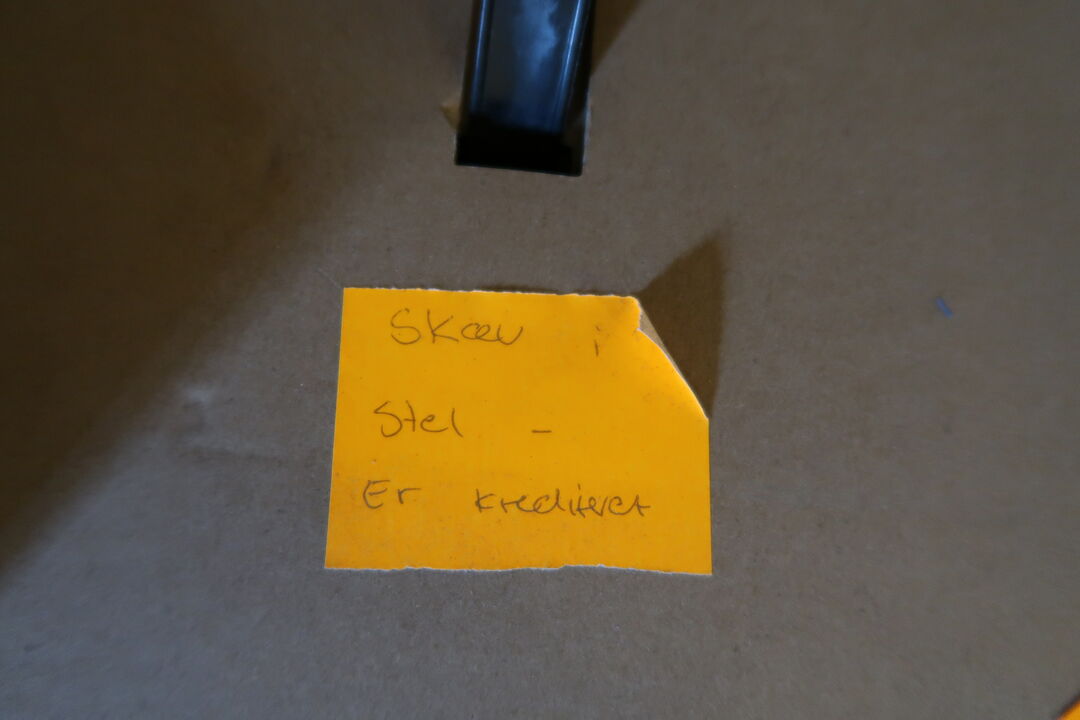 Skæv i
Stel -
Er krediteret